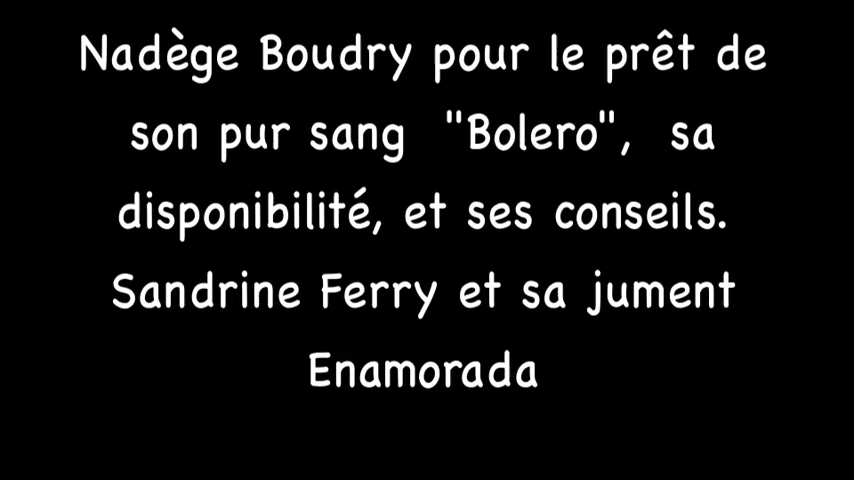 Nadège Boudry pour le prêt de
son pur sang "Bolero", sa
disponibilité, et ses conseils.
Sandrine Ferry et sa jument
Enamorada